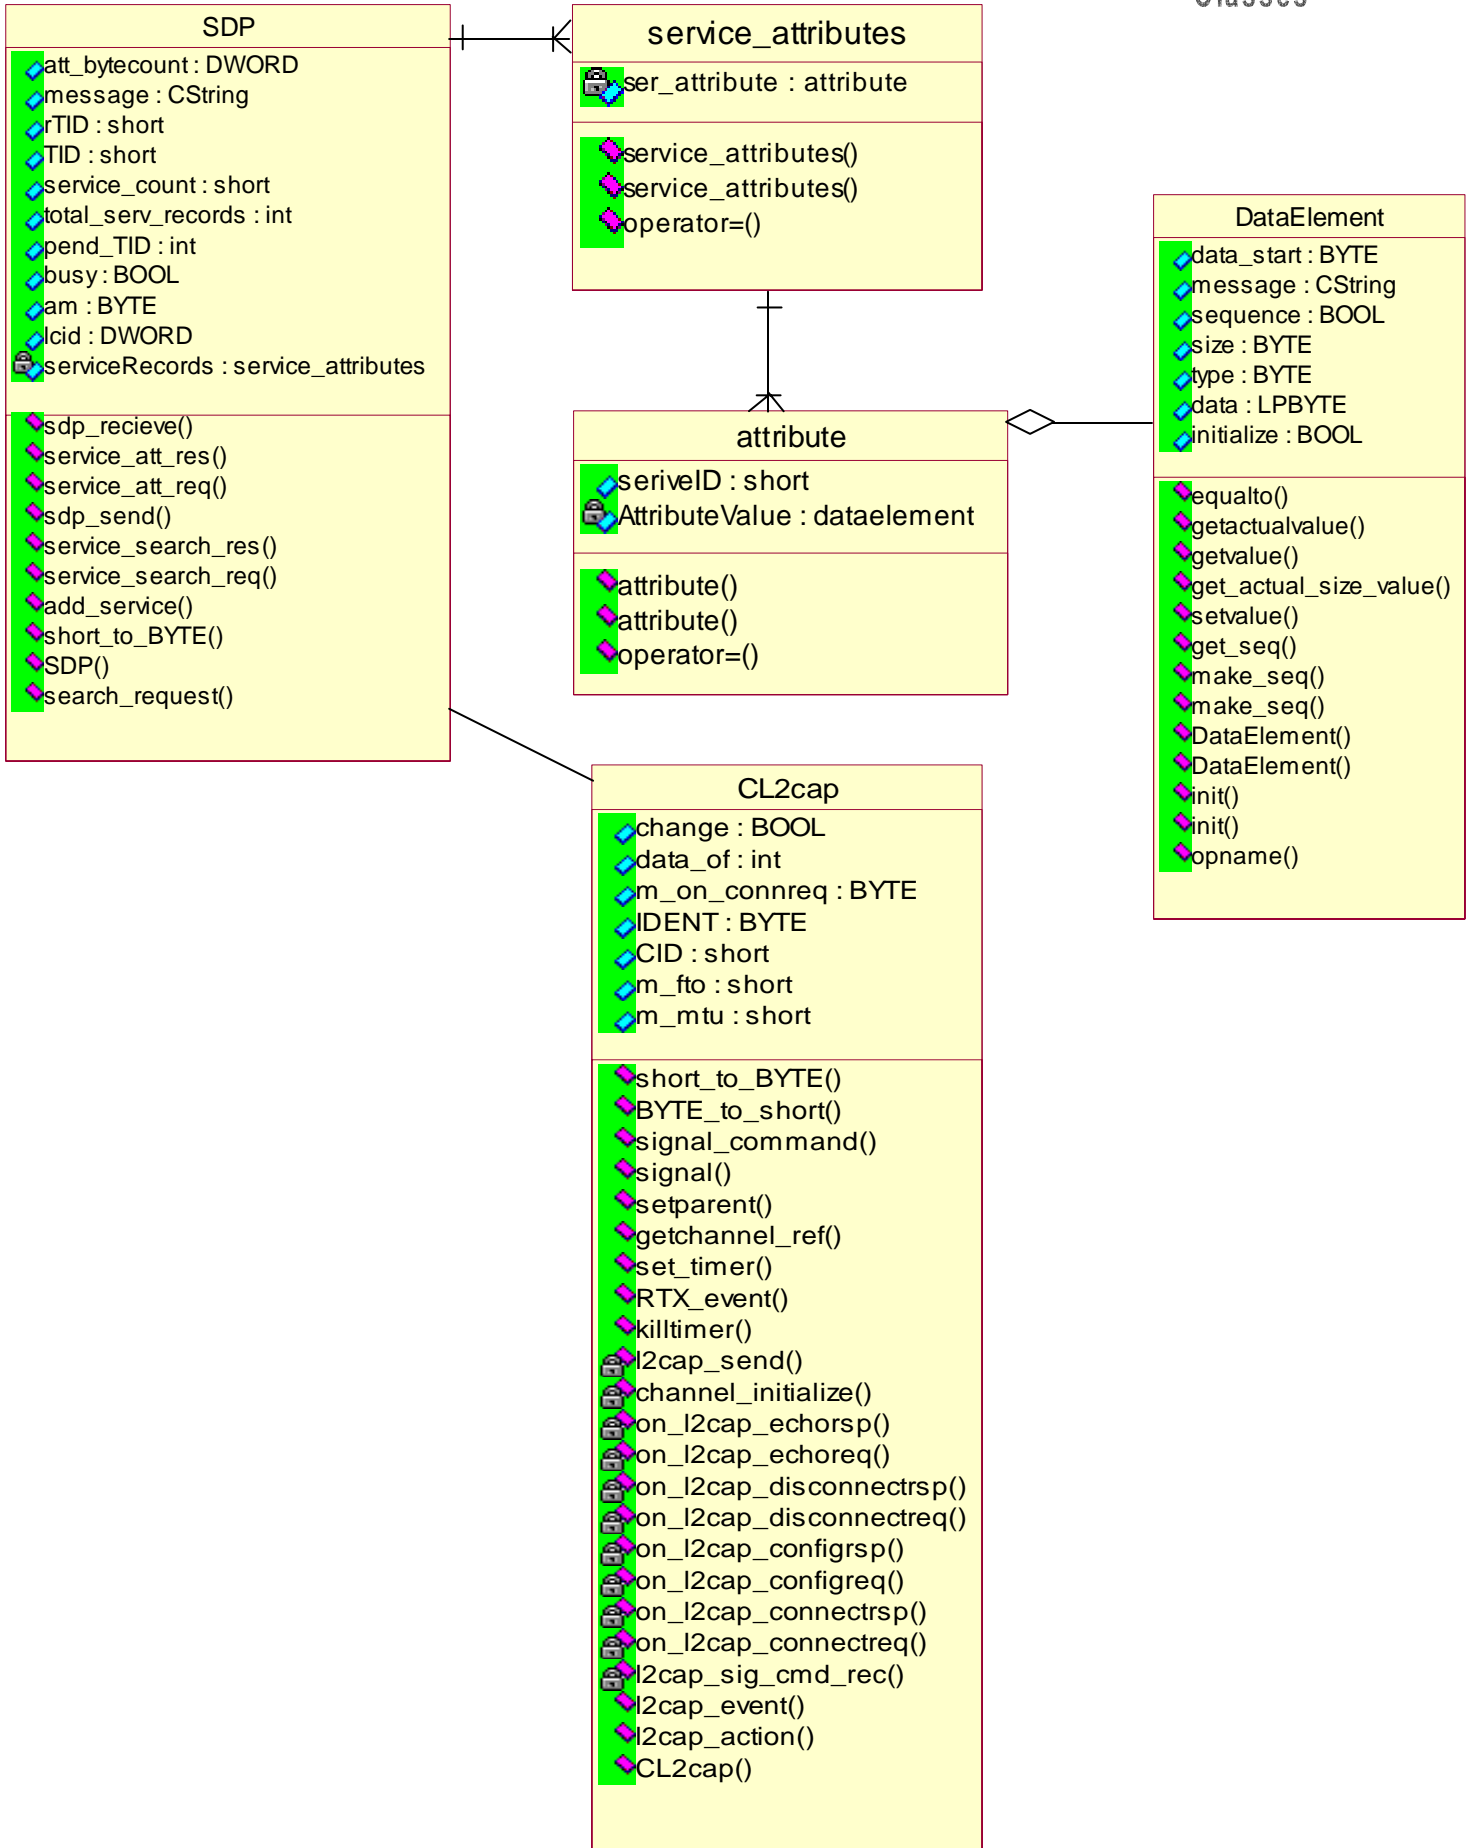 SDP
att_bytecount : DWORD
message : CString
rTID : short
TID : short
service_count : short
total_serv_records : int
pend_TID : int
busy : BOOL
am : BYTE
lcid : DWORD
serviceRecords : service_attributes
sdp_recieve()
service_att_res()
service_att_req()
sdp_send()
service_search_res()
service_search_req()
add_service()
short_to_BYTE()
SDP()
search_request()
service_attributes
ser_attribute : attribute
service_attributes()
service_attributes()
operator=()
attribute
seriveID : short
AttributeValue : dataelement
attribute()
attribute()
operator=()
DataElement
data_start : BYTE
message : CString
sequence : BOOL
size : BYTE
type : BYTE
data : LPBYTE
initialize : BOOL
equalto()
getactualvalue()
getvalue()
get_actual_size_value()
setvalue()
get_seq()
make_seq()
make_seq()
DataElement()
DataElement()
init()
init()
opname()
CL2cap
change : BOOL
data_of : int
m_on_connreq : BYTE
IDENT : BYTE
CID : short
m_fto : short
m_mtu : short
short_to_BYTE()
BYTE_to_short()
signal_command()
signal()
setparent()
getchannel_ref()
set_timer()
RTX_event()
killtimer()
l2cap_send()
channel_initialize()
on_l2cap_echorsp()
on_l2cap_echoreq()
on_l2cap_disconnectrsp()
on_l2cap_disconnectreq()
on_l2cap_configrsp()
on_l2cap_configreq()
on_l2cap_connectrsp()
on_l2cap_connectreq()
l2cap_sig_cmd_rec()
l2cap_event()
l2cap_action()
CL2cap()